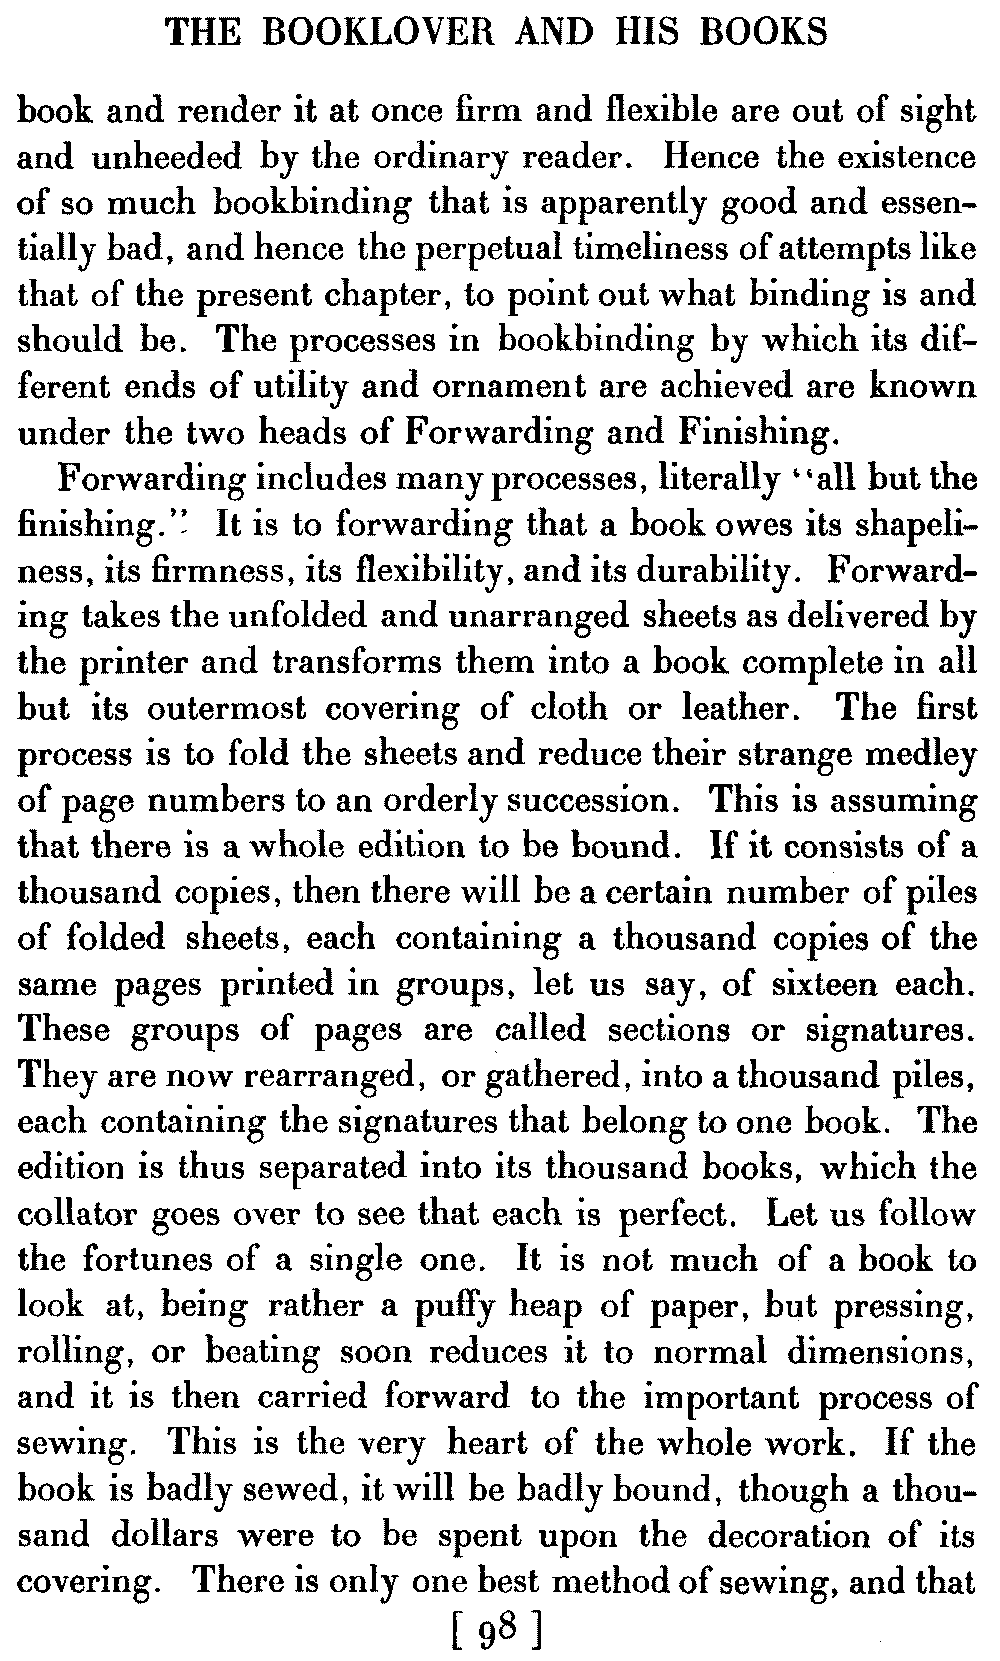 THE BOOKLOVER AND HIS BOOKS
book and render it at once firm and flexible are out of sight
and unheeded by the ordinary reader. Hence the existence
of so much bookbinding that is apparently good and essen-
tially bad, and hence the perpetual timeliness of attempts like
that of the present chapter, to point out what binding is and
should be. The processes in bookbinding by which its dif-
ferent ends of utility and ornament are achieved are known
under the two heads of Forwarding and Finishing.
Forwarding includes many processes, literally "all but the
finishing." It is to forwarding that a book owes its shapeli-
ness, its firmness, its flexibility, and its durability. Forward-
ing takes the unfolded and unarranged sheets as delivered by
the printer and transforms them into a book complete in all
but its outermost covering of cloth or leather. The first
process is to fold the sheets and reduce their strange medley
of page numbers to an orderly succession. This is assuming
that there is a whole edition to be bound. If it consists of a
thousand copies, then there will be a certain number of piles
of folded sheets, each containing a thousand copies of the
same pages printed in groups, let us say, of sixteen each.
These groups of pages are called sections or signatures.
They are now rearranged, or gathered, into a thousand piles,
each containing the signatures that belong to one book. The
edition is thus separated into its thousand books, which the
collator goes over to see that each is perfect. Let us follow
the fortunes of a single one. It is not much of a book to
look at, being rather a puffy heap of paper, but pressing,
rolling, or beating soon reduces it to normal dimensions,
and it is then carried forward to the important process of
sewing. This is the very heart of the whole work. If the
book is badly sewed, it will be badly bound, though a thou-
sand dollars were to be spent upon the decoration of its
covering. There is only one best method of sewing, and that
[ 98 ]